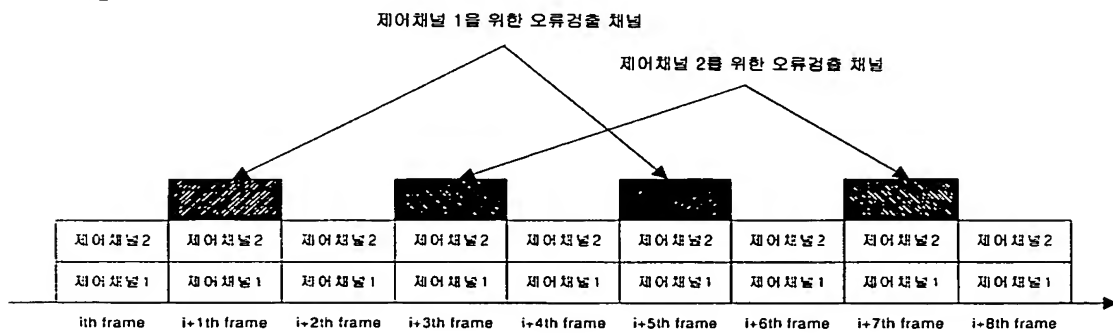 제어채널 1을 위한 오류검출 채널
제어채널 2를 위한 오류검출 채널
제어채널2 제어채널2 제어채널2 제어채널2 제어채널2 제어채널2 제어채널2 제어채널2 제어채널2
제어채널1 제어채널1 제어채널1 제어채널1 제어채널1 제어채널1 제어채널1 제어채널1 제어채널1
ith frame i+1th frame i+2th frame i+3th frame i+4th frame i+5th frame i+6th frame i+7th frame i+8th frame